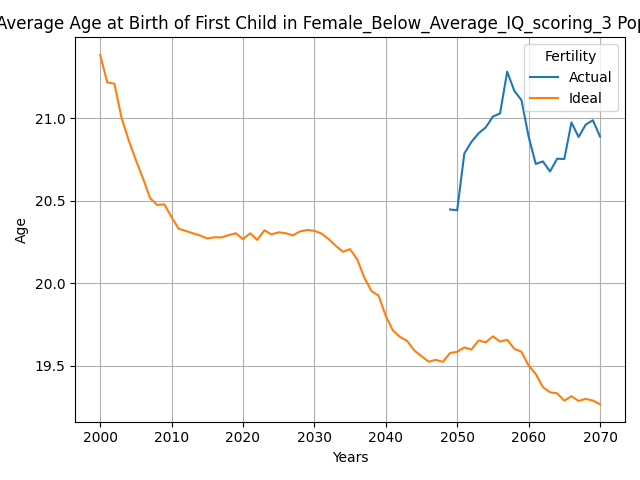 Average Age at Birth of First Child in Female_Below_Average_IQ_scoring_3 Pop
Fertility
Actual
Ideal
21.0
20.5
20.0
19.5
Age
2000 2010 2020 2030 2040 2050 2060 2070
Years